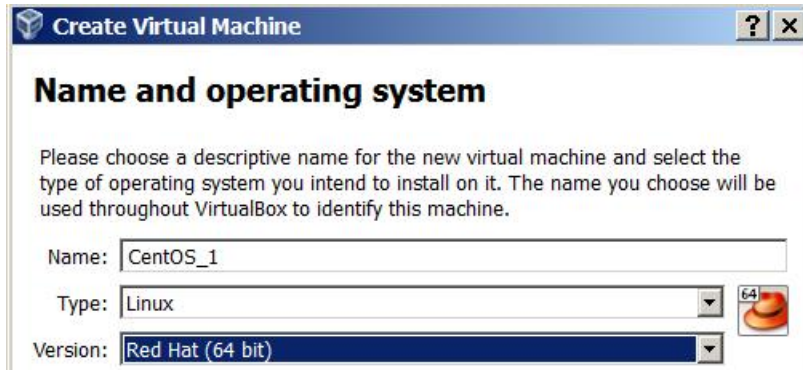 Create Virtual Machine
Name and operating system
Please choose a descriptive name for the new virtual machine and select the
type of operating system you intend to install on it. The name you choose will be
used throughout VirtualBox to identify this machine.
Name: CentOS_1
Type: Linux
64
Version: Red Hat (64 bit)